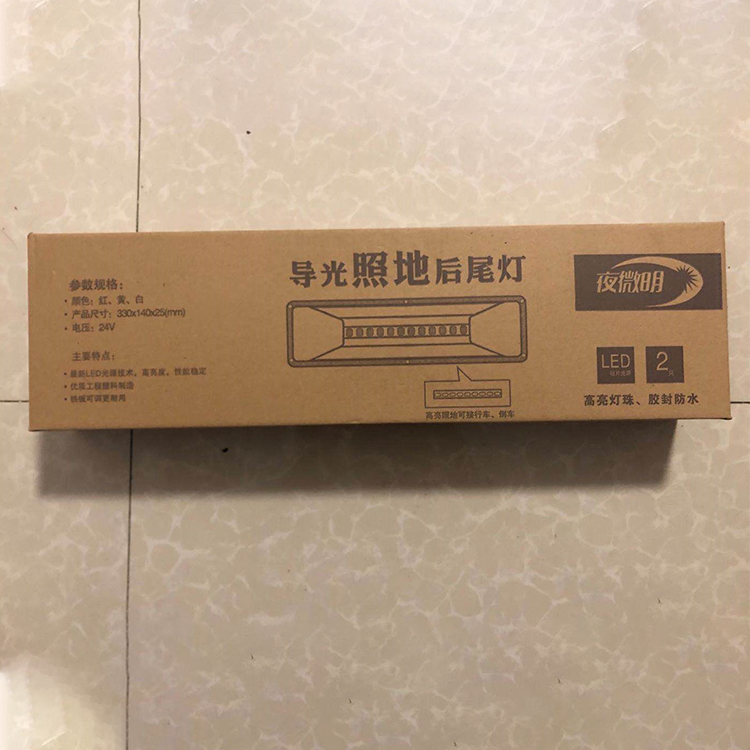 参数规格：
• 颜色：红、黄、白
• 产品尺寸：330x140x25(mm)
• 电压：24V
主要特点：
• 最新LED光源技术，高亮度，性能稳定
• 优质工程塑料制造
• 铁板可调更耐用
导光照地后尾灯
高亮照地可接行车、倒车
夜微明
LED
2只
高亮灯珠、胶封防水